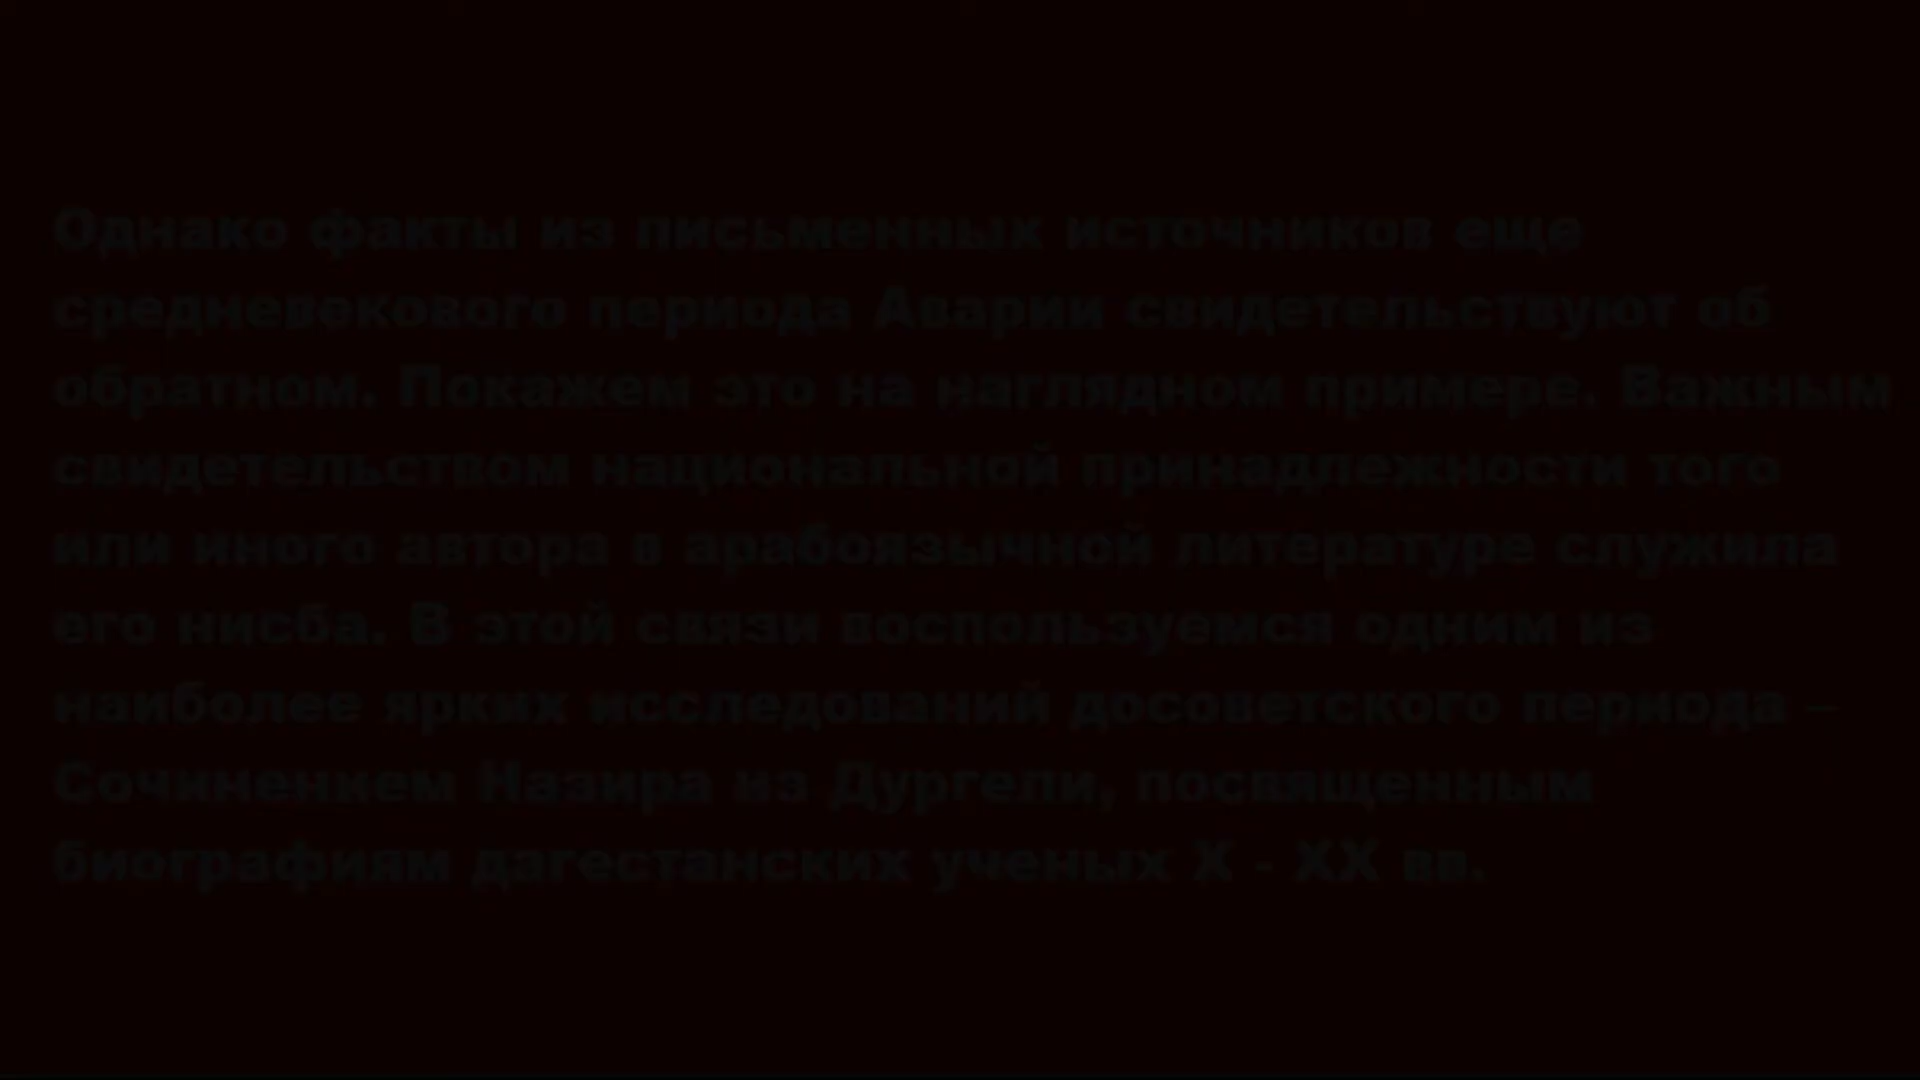 Однако факты из письменных источников еще
средневекового периода Аварии свидетельствуют об
обратном. Покажем это на наглядном примере. Важным
свидетельством национальной принадлежности того
или иного автора в арабоязычной литературе служила
его нисба. В этой связи воспользуемся одним из
наиболее ярких исследований досоветского периода –
Сочинением Назира из Дургели, посвященным
биографиям дагестанских ученых X - XX вв.